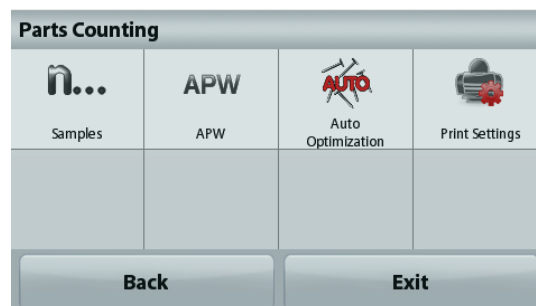 Parts Counting
n...
APW
AUTO
Samples
APW
Auto
Optimization
Print Settings
Back
Exit